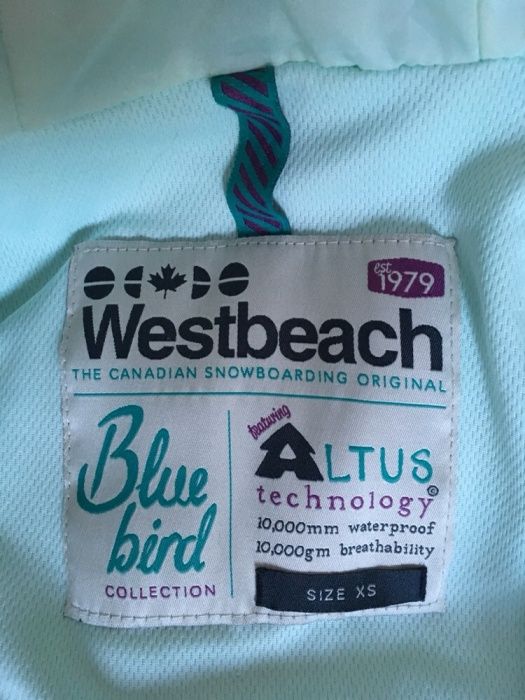 est
1979
Westbeach
THE CANADIAN SNOWBOARDING ORIGINAL
Blue
bird
COLLECTION
featuring
ALTUS
technology©
10,000mm waterproof
10,000gm breathability
SIZE XS